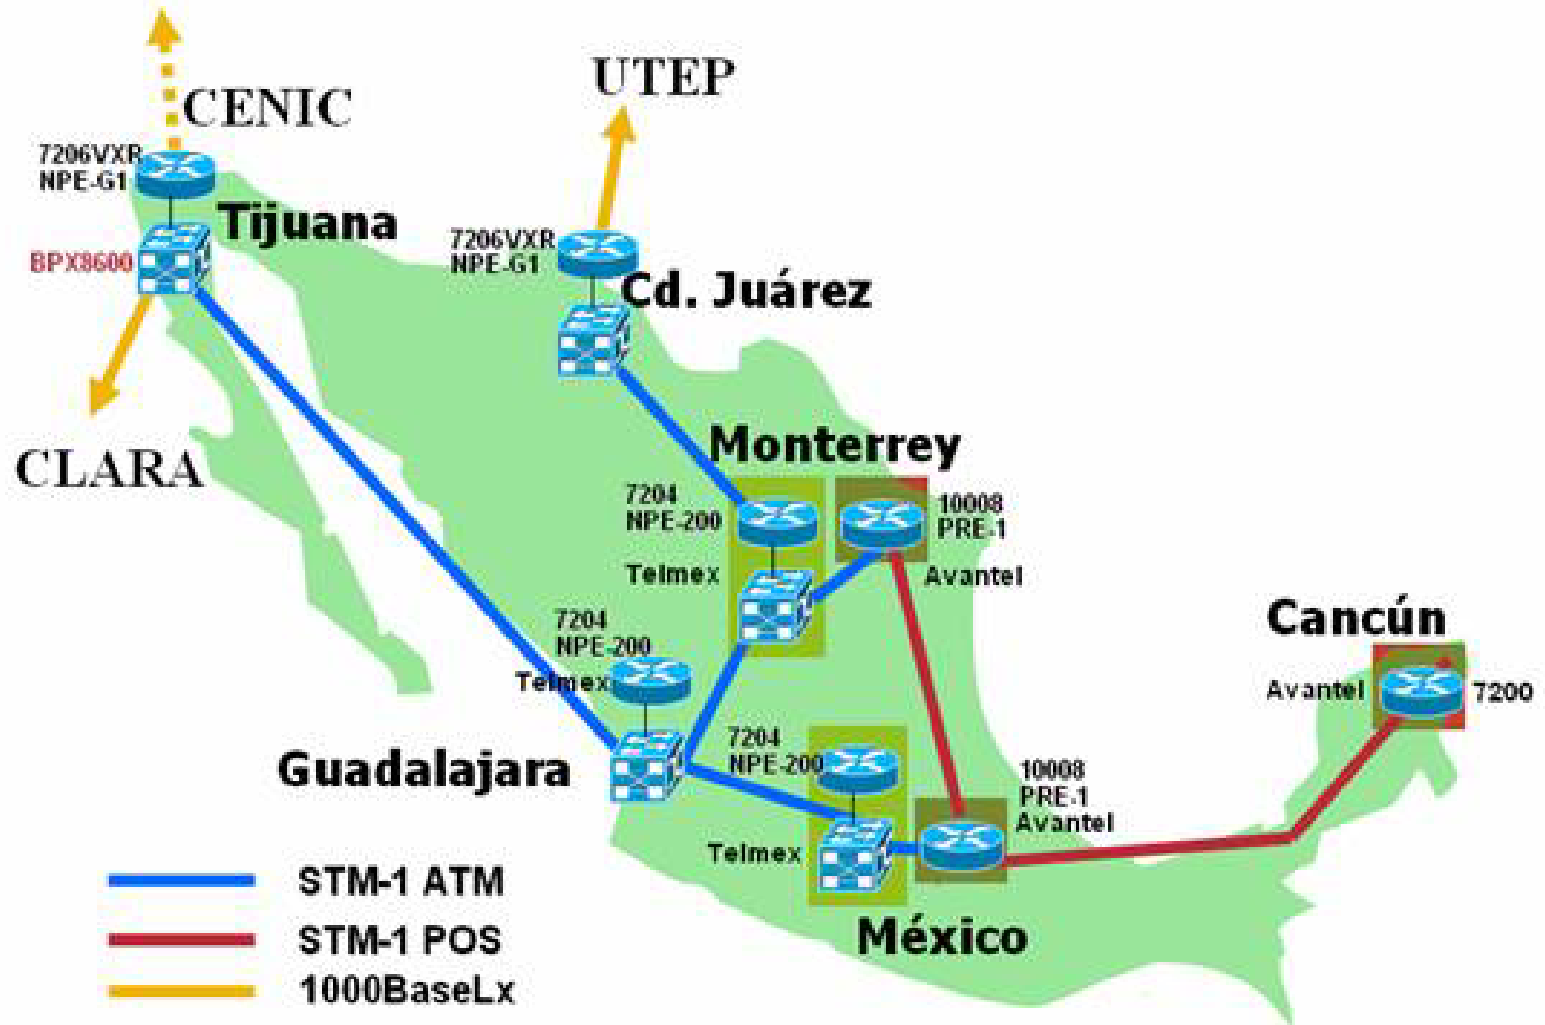 UTEP
CENIC
7206VXR
NPE-G1
Tijuana
BPX8600
7206VXR
NPE-G1
Cd. Juárez
CLARA
Monterrey
7204
NPE-200
10008
PRE-1
Telmex
Avantel
7204
NPE-200
Telmex
Cancún
Avantel
7200
Guadalajara
7204
NPE-200
10008
PRE-1
Avantel
Telmex
México
STM-1 ATM
STM-1 POS
1000BaseLx